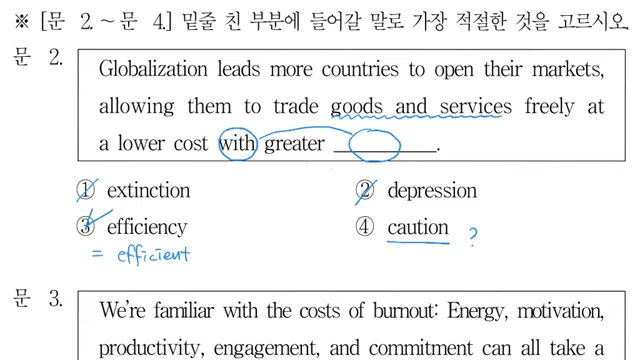 ※ [문 2. ~ 문 4.] 밑줄 친 부분에 들어갈 말로 가장 적절한 것을 고르시오.
문 2.
Globalization leads more countries to open their markets,
allowing them to trade goods and services freely at
a lower cost with greater __________.
① extinction ② depression
③ efficiency ④ caution ?
= efficient
문 3.
We're familiar with the costs of burnout: Energy, motivation,
productivity, engagement, and commitment can all take a